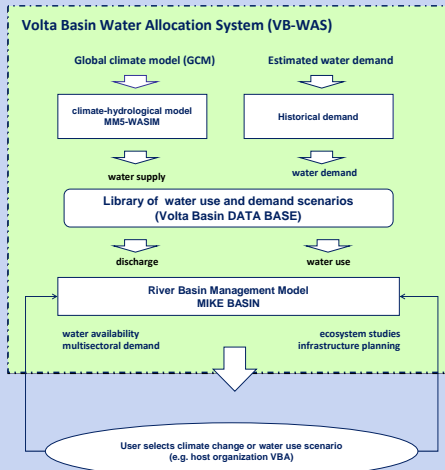 Volta Basin Water Allocation System (VB-WAS)
Global climate model (GCM)
Estimated water demand
climate-hydrological model
MM5-WASIM
Historical demand
water supply
water demand
Library of water use and demand scenarios
(Volta Basin DATA BASE)
discharge
water use
River Basin Management Model
MIKE BASIN
water availability
multisectoral demand
ecosystem studies
infrastructure planning
User selects climate change or water use scenario
(e.g. host organization VBA)